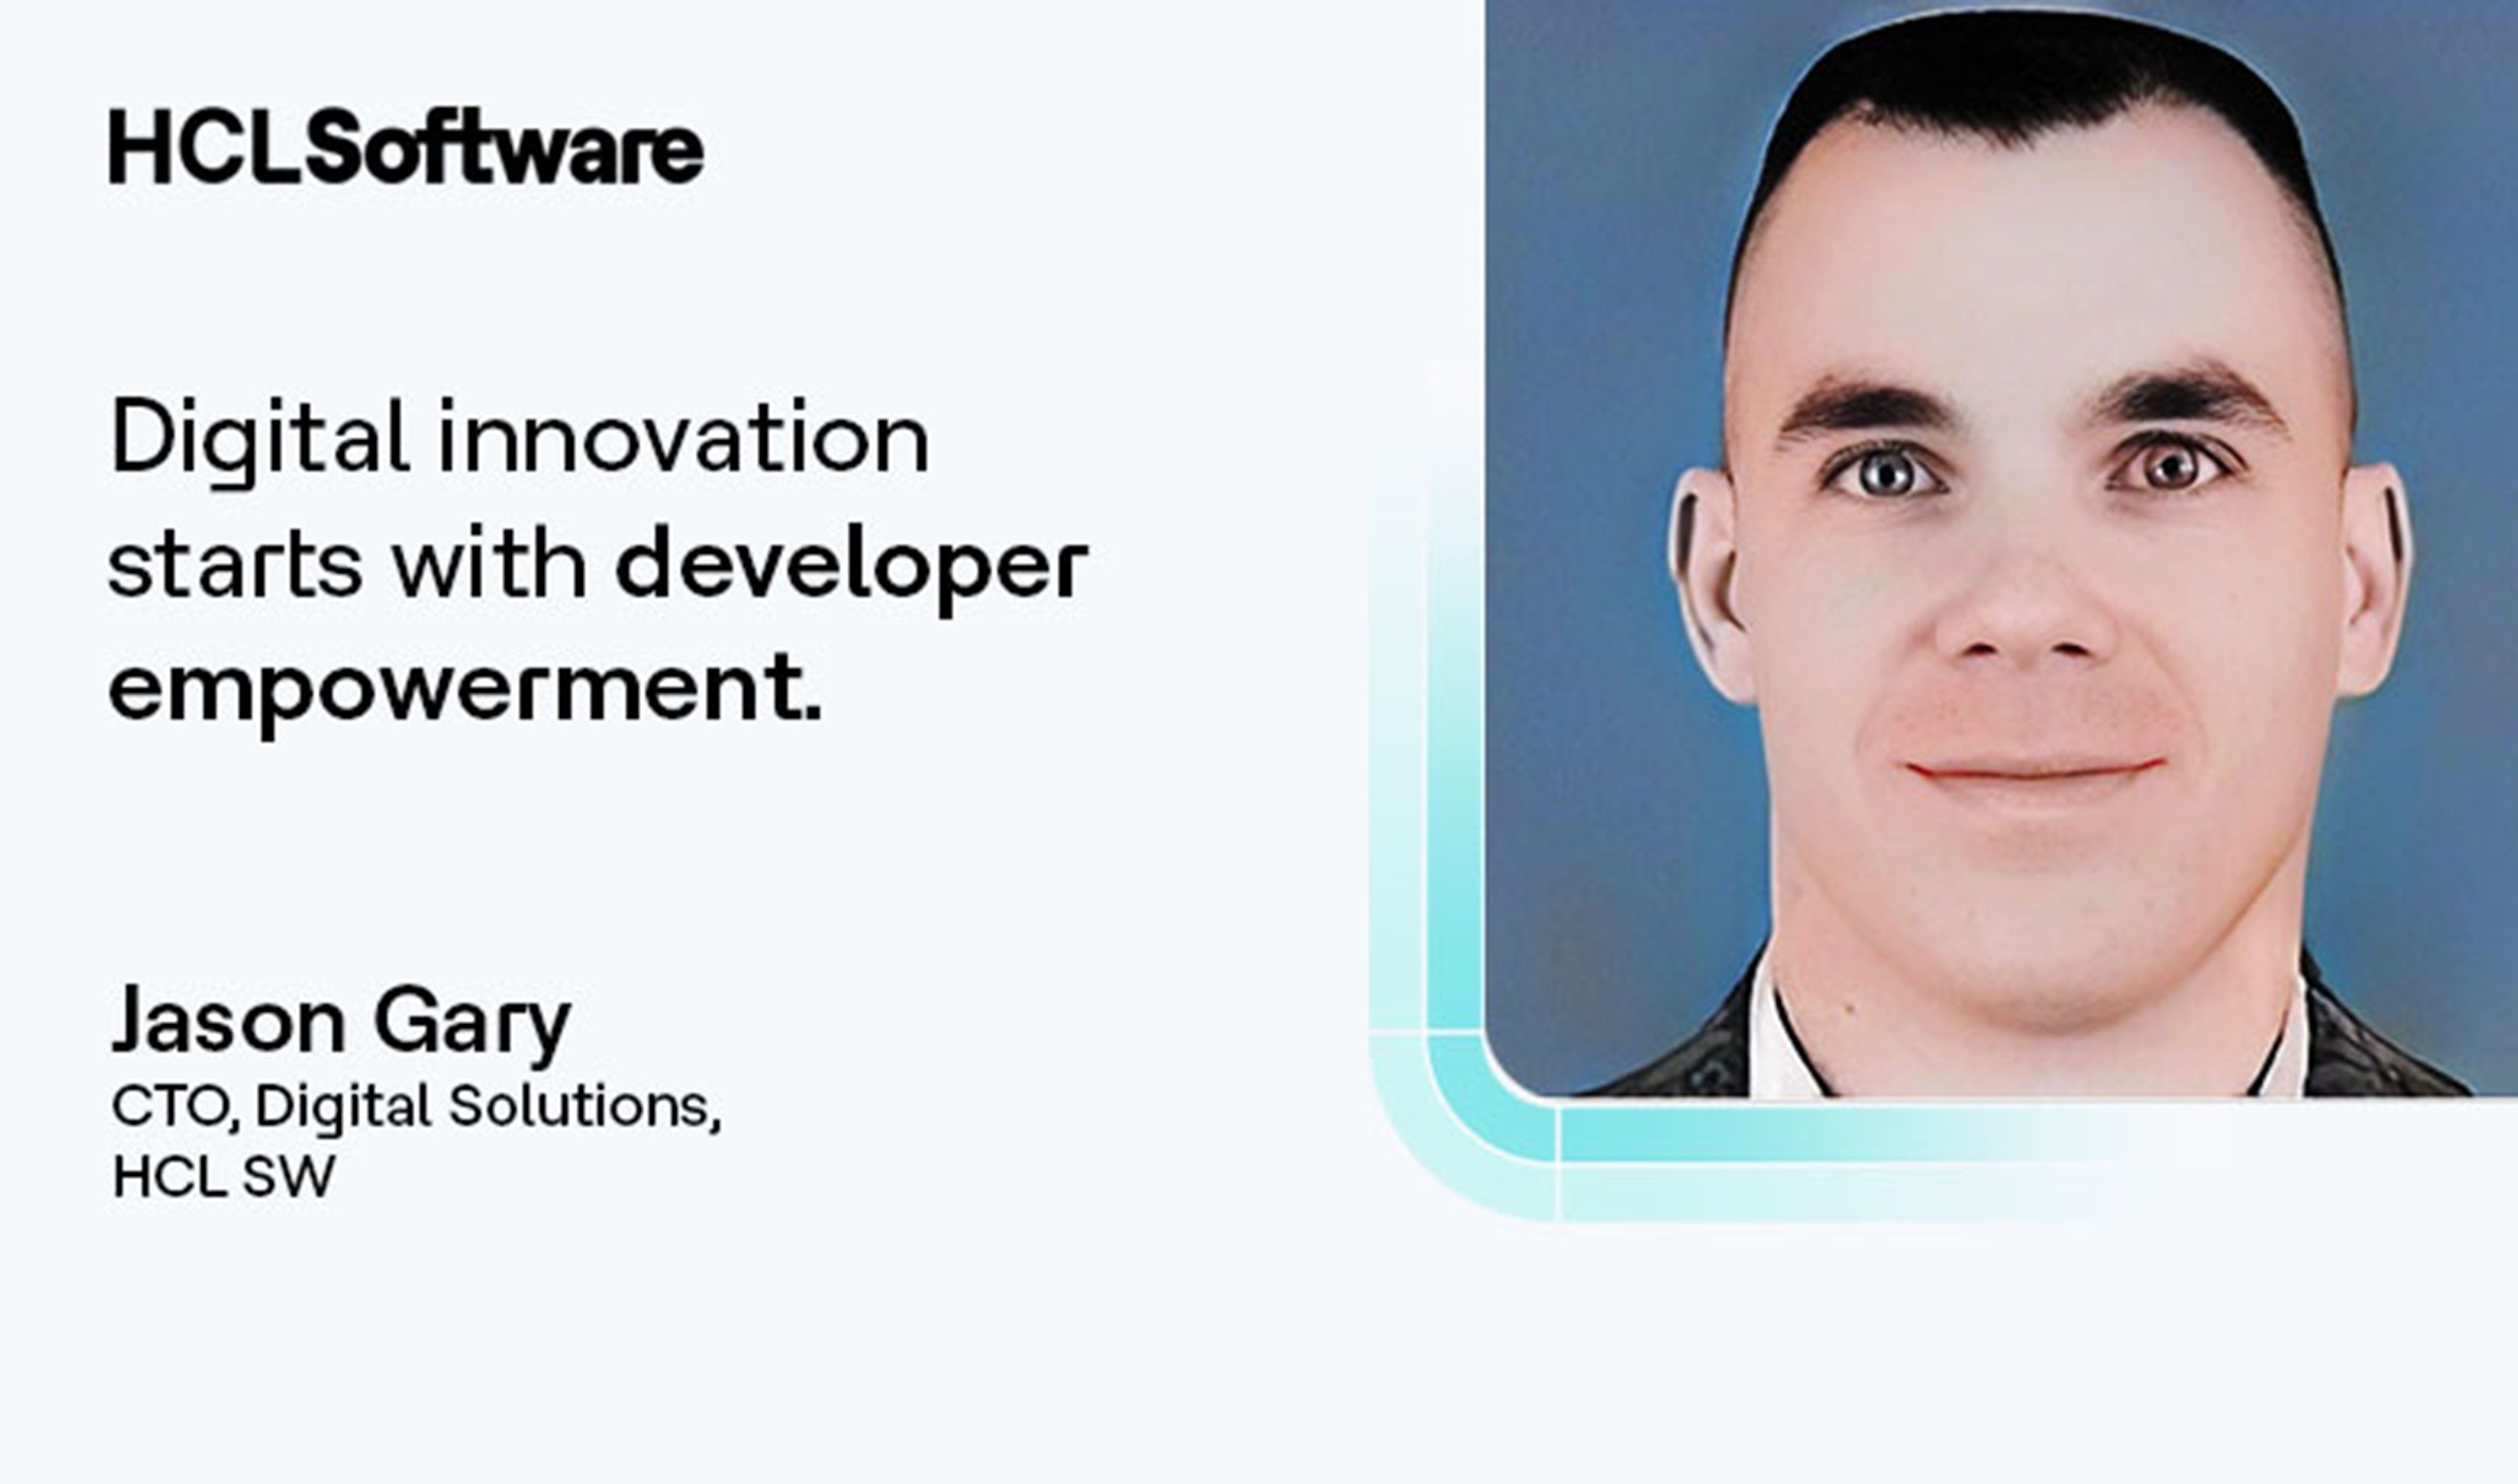 HCLSoftware
Digital innovation
starts with developer
empowerment.
Jason Gary
CTO, Digital Solutions,
HCL SW